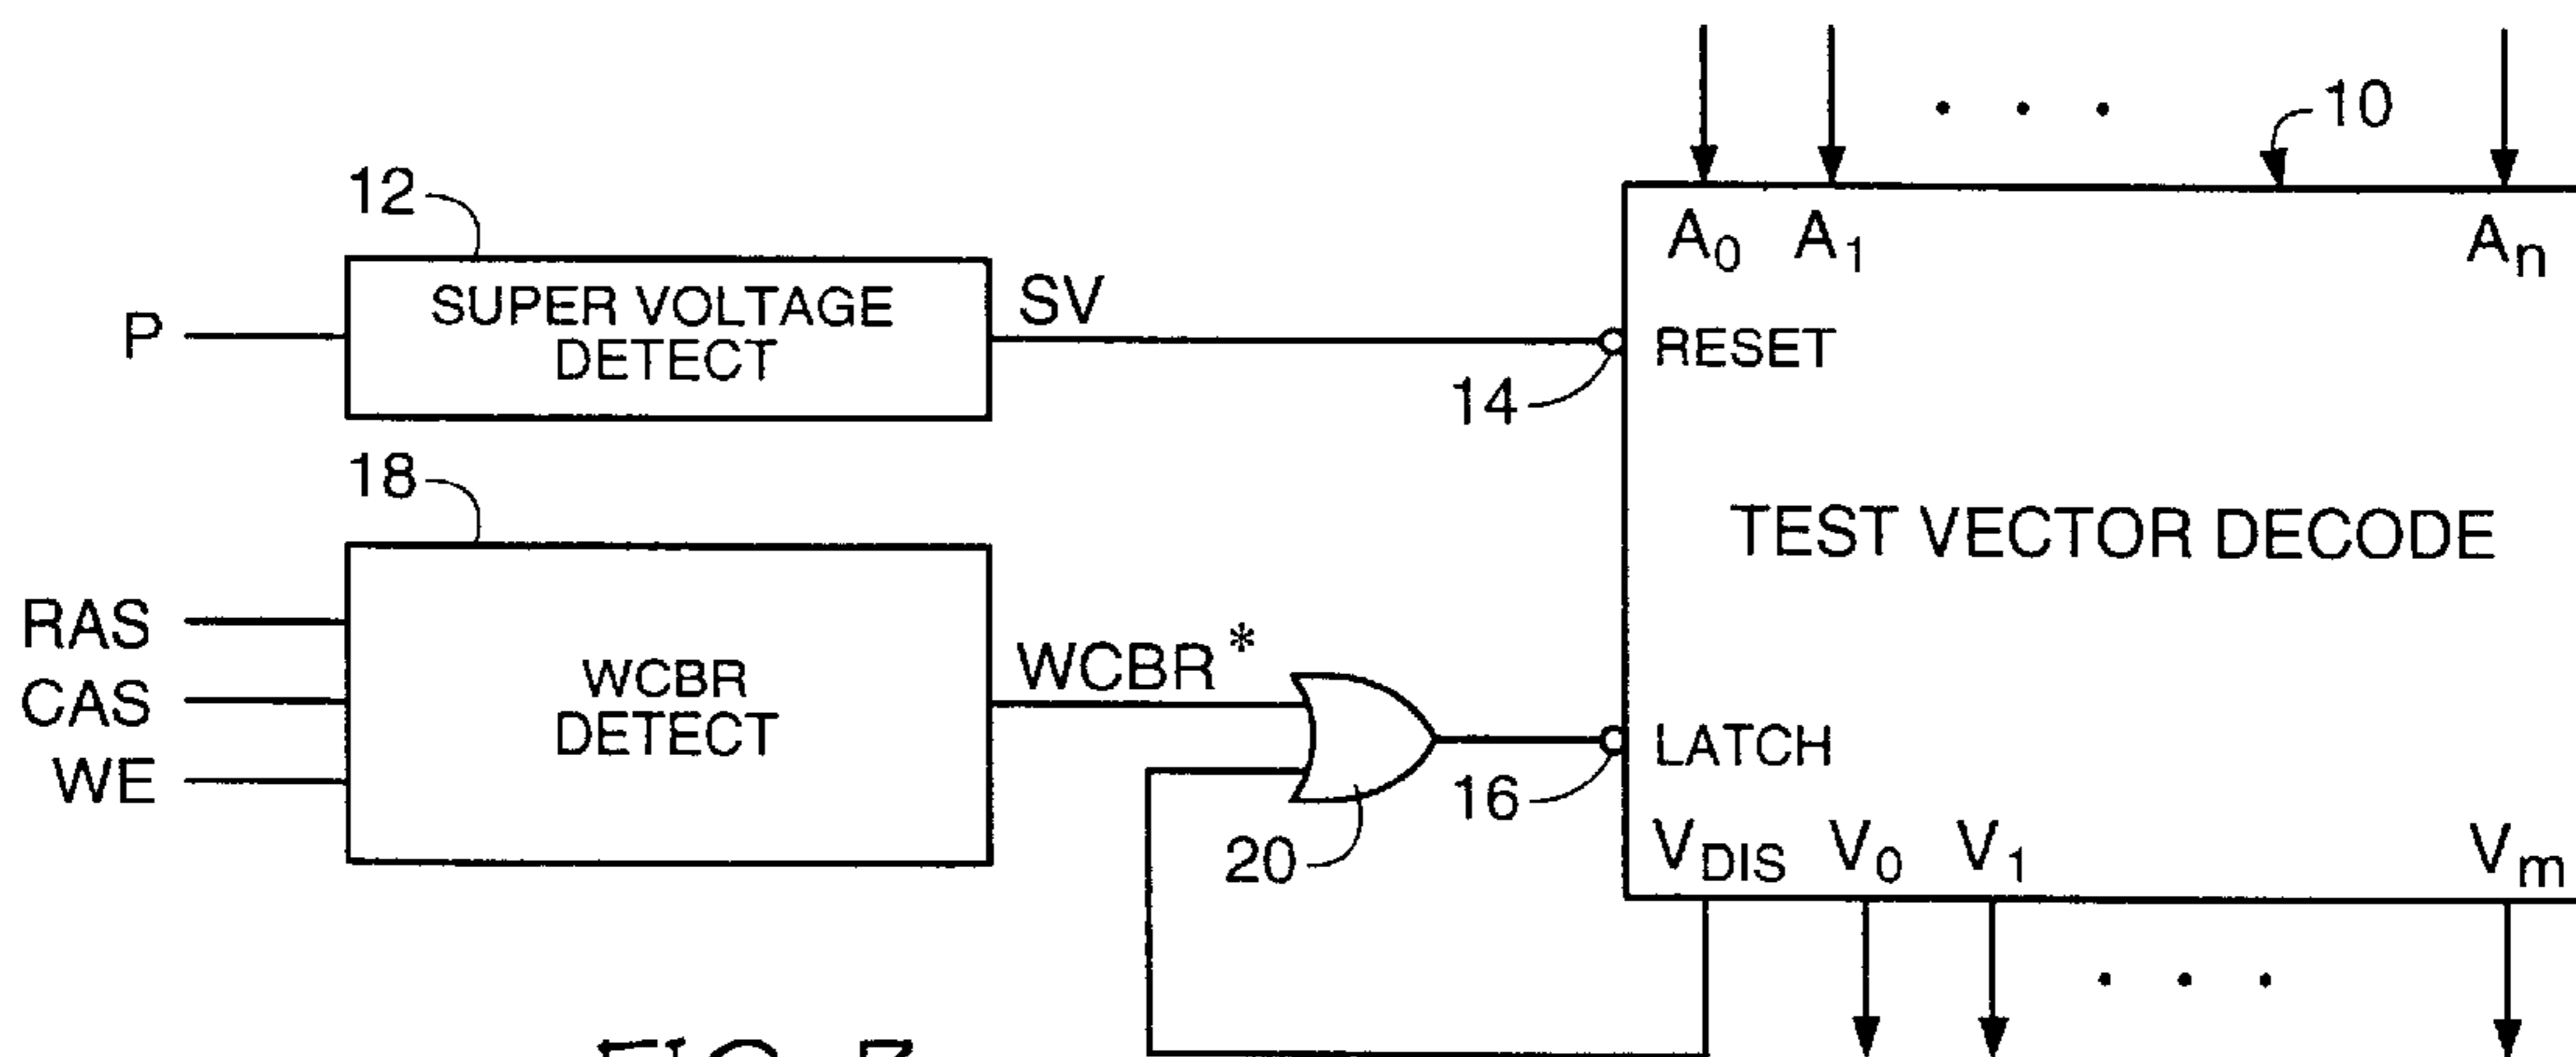 10
A0 A1 An
12
SUPER VOLTAGE
DETECT
SV
P
RESET
14
18
TEST VECTOR DECODE
RAS
CAS
WE
WCBR
DETECT
WCBR*
LATCH
16
20
VDIS V0 V1 Vm